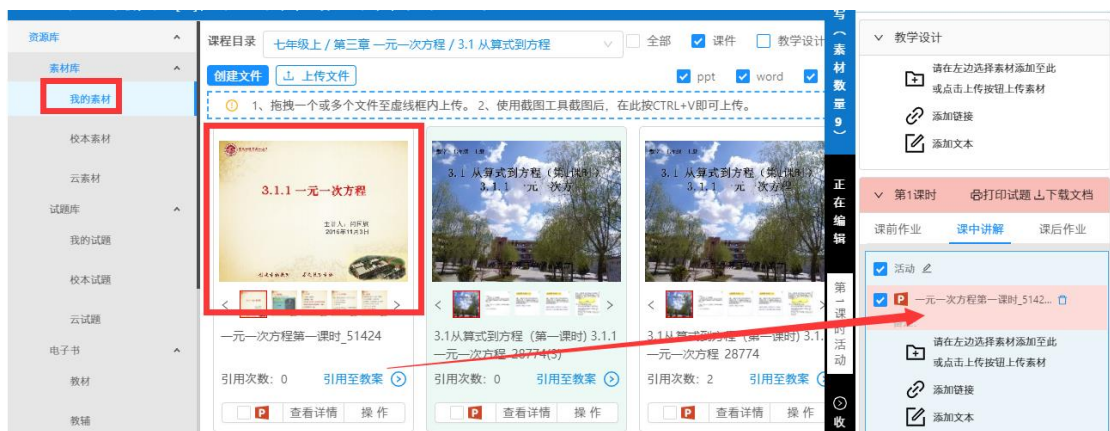 资源库
素材库
我的素材
校本素材
云素材
试题库
我的试题
校本试题
云试题
电子书
教材
教辅
课程目录 七年级上 / 第三章 一元一次方程 / 3.1 从算式到方程 全部 课件 教学设计
创建文件 上传文件 ppt word
1、拖拽一个或多个文件至虚线框内上传。 2、使用截图工具截图后，在此按CTRL+V即可上传。
3.1.1 一元一次方程
2016年11月3日
一元一次方程第一课时_51424
引用次数：0 引用至教案
查看详情 操 作
3.1 从算式到方程（第1课时）
3.1从算式到方程（第一课时) 3.1.1
一元一次方程 28774(3)
引用次数：0 引用至教案
查看详情 操 作
3.1 从算式到方程（第1课时）
3.1从算式到方程（第一课时) 3.1.
一元一次方程 28774
引用次数：2 引用至教案
查看详情 操 作
写（素材数量9）
正在编辑
第1课时活动
收
教学设计
请在左边选择素材添加至此
或点击上传按钮上传素材
添加链接
添加文本
第1课时 打印试题 下载文档
课前作业 课中讲解 课后作业
活动
一元一次方程第一课时_5142...
请在左边选择素材添加至此
或点击上传按钮上传素材
添加链接
添加文本